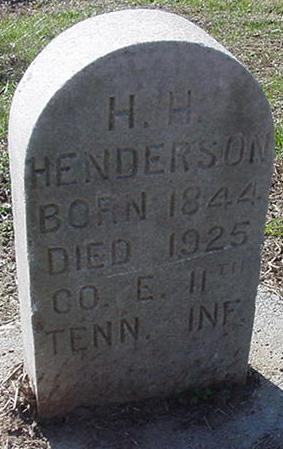 H. H.
HENDERSON
BORN 1844
DIED 1925
CO. E. 11TH
TENN. INF.